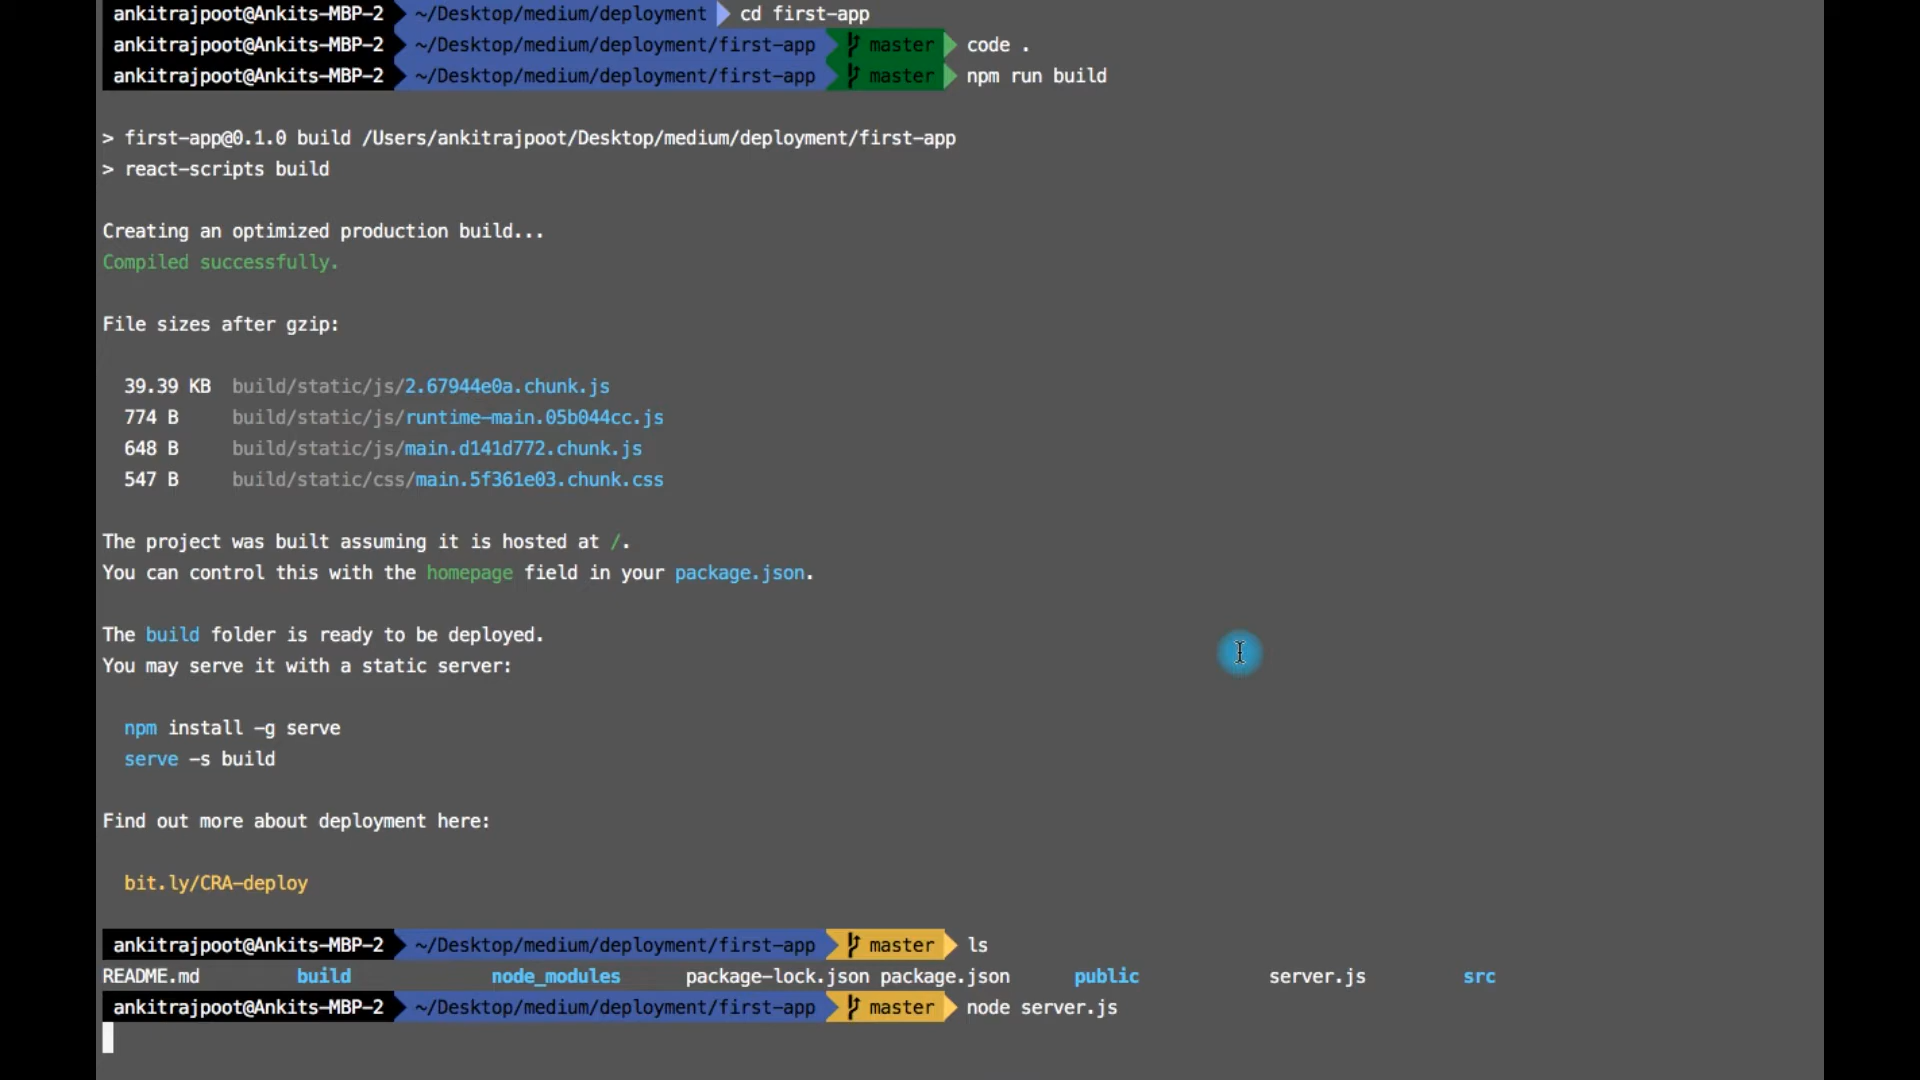 ankitrajpoot@Ankits-MBP-2 ~/Desktop/medium/deployment cd first-app
ankitrajpoot@Ankits-MBP-2 ~/Desktop/medium/deployment/first-app master code .
ankitrajpoot@Ankits-MBP-2 ~/Desktop/medium/deployment/first-app master npm run build
> first-app@0.1.0 build /Users/ankitrajpoot/Desktop/medium/deployment/first-app
> react-scripts build
Creating an optimized production build...
Compiled successfully.
File sizes after gzip:
39.39 KB build/static/js/2.67944e0a.chunk.js
774 B build/static/js/runtime-main.05b044cc.js
648 B build/static/js/main.d141d772.chunk.js
547 B build/static/css/main.5f361e03.chunk.css
The project was built assuming it is hosted at /.
You can control this with the homepage field in your package.json.
The build folder is ready to be deployed.
You may serve it with a static server:
npm install -g serve
serve -s build
Find out more about deployment here:
bit.ly/CRA-deploy
ankitrajpoot@Ankits-MBP-2 ~/Desktop/medium/deployment/first-app master ls
README.md build node_modules package-lock.json package.json public server.js src
ankitrajpoot@Ankits-MBP-2 ~/Desktop/medium/deployment/first-app master node server.js